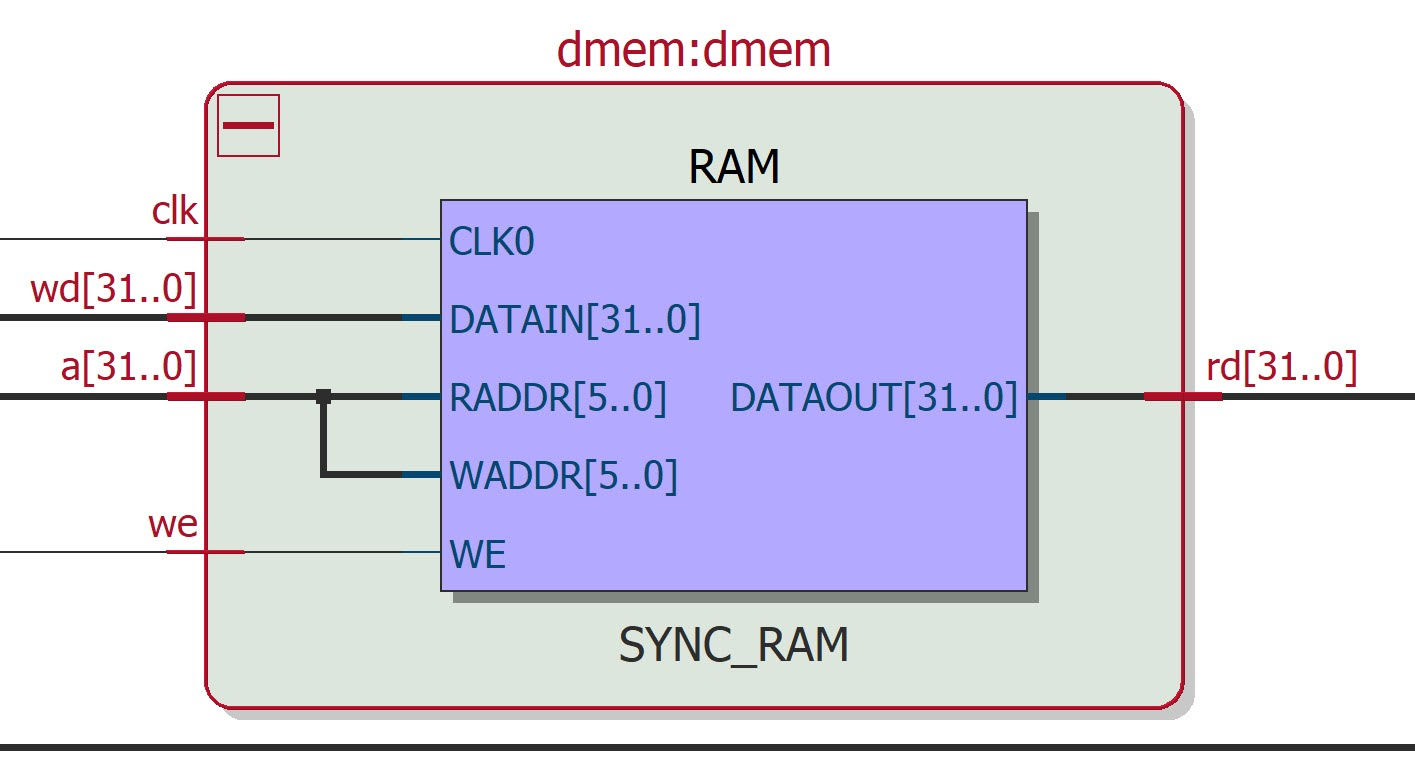 dmem:dmem
RAM
clk
CLK0
wd[31..0]
DATAIN[31..0]
a[31..0]
RADDR[5..0]
DATAOUT[31..0]
rd[31..0]
WADDR[5..0]
we
WE
SYNC_RAM